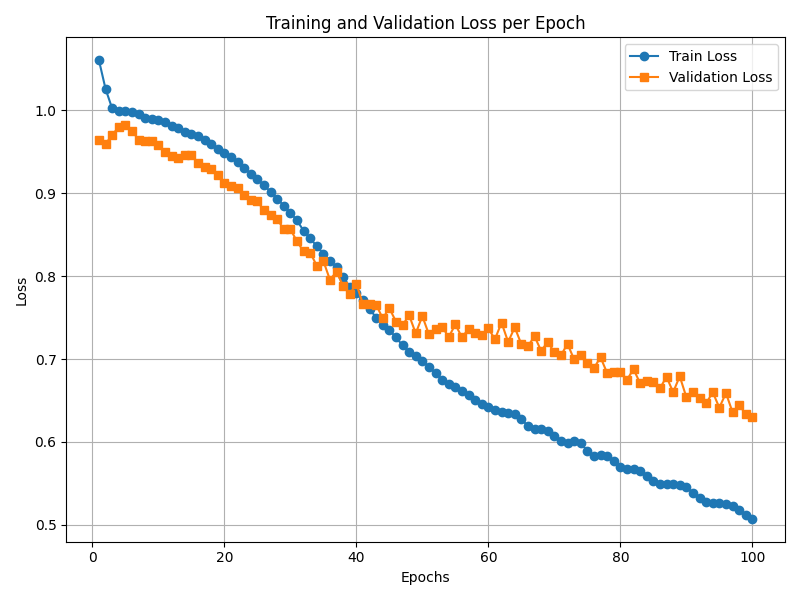 Training and Validation Loss per Epoch
Train Loss
Validation Loss
Loss
1.0
0.9
0.8
0.7
0.6
0.5
0 20 40 60 80 100
Epochs